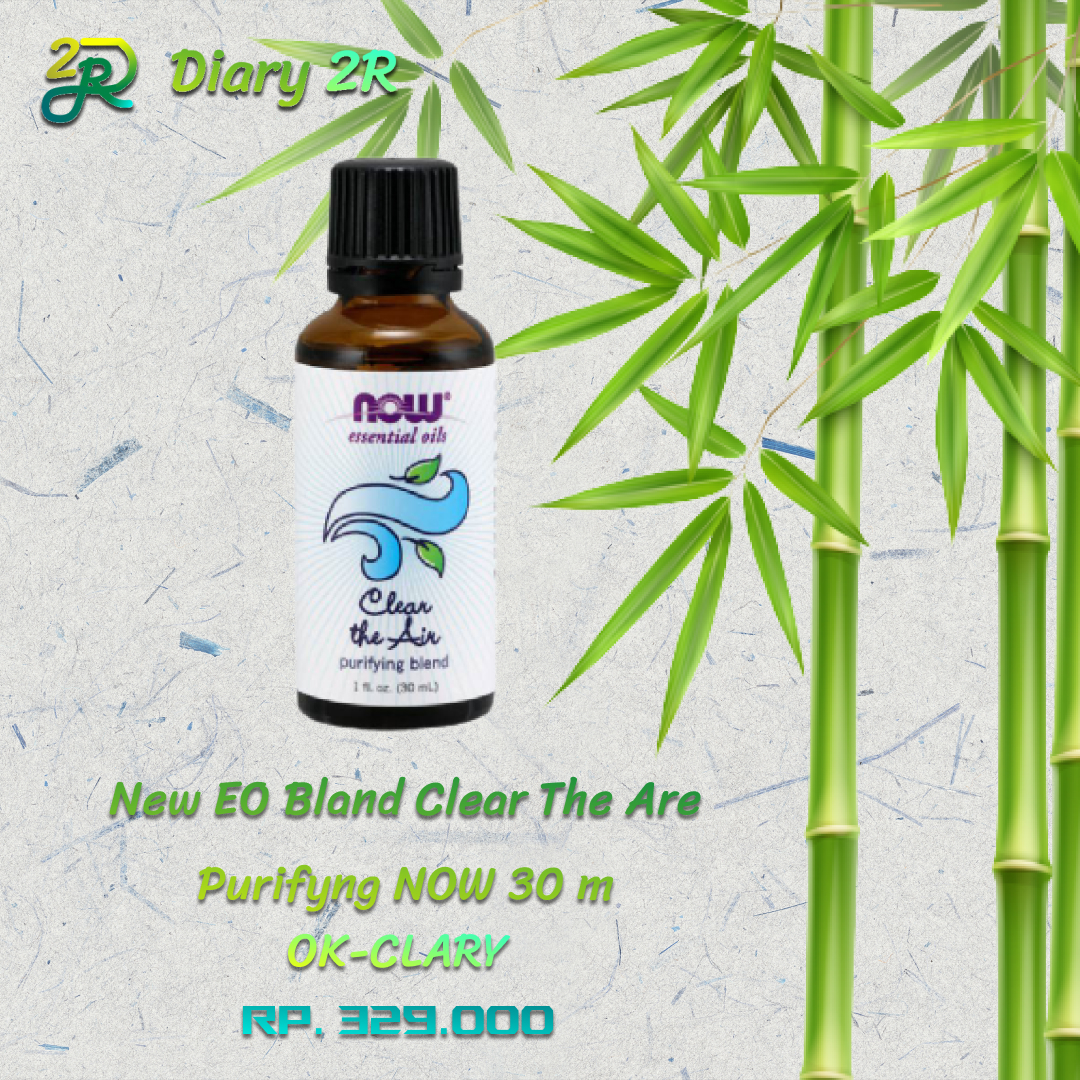 2R Diary 2R
NOW®
essential oils
Clear
the Air
purifying blend
1 fl. oz. (30 mL)
New EO Bland Clear The Are
Purifyng NOW 30 m
OK-CLARY
RP. 329.000